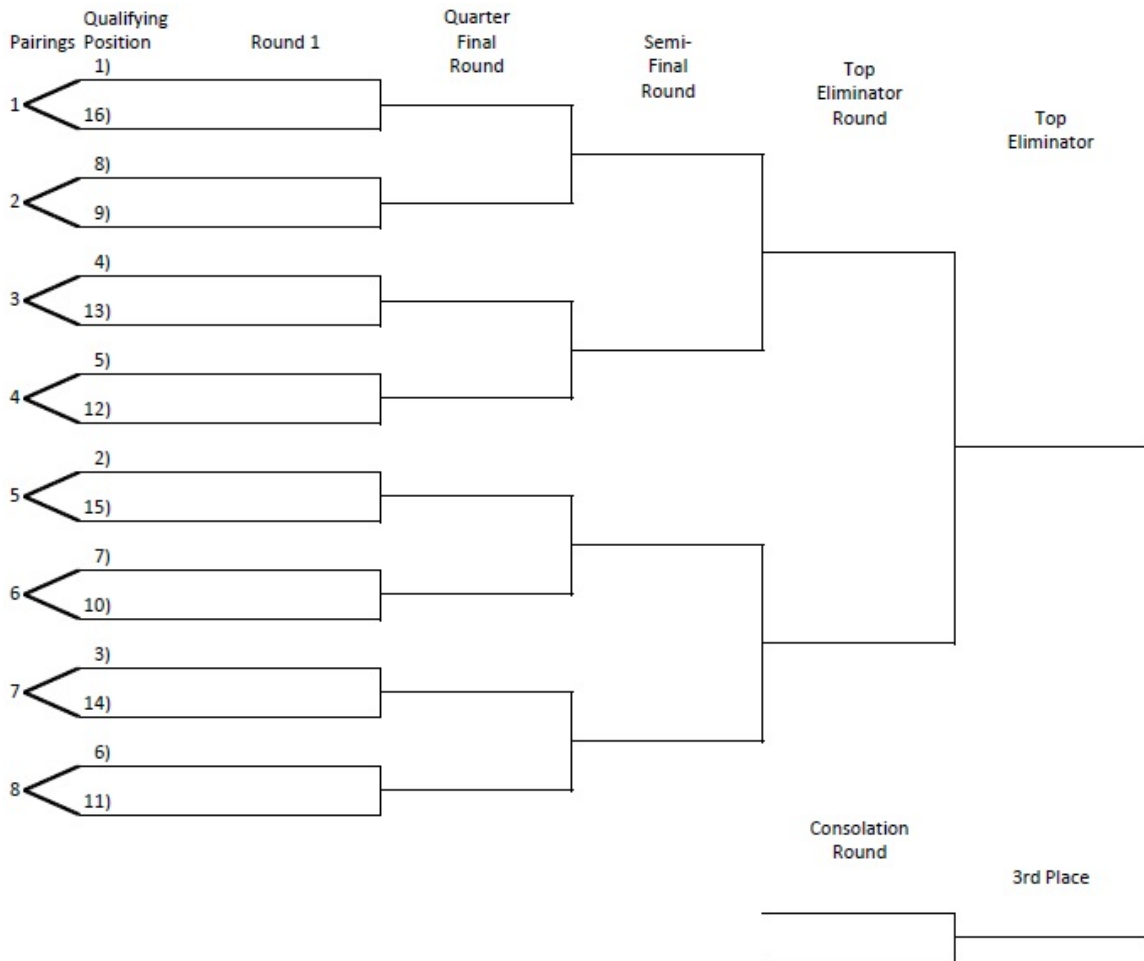 Pairings
Qualifying
Position
Round 1
Quarter
Final
Round
Semi-
Final
Round
Top
Eliminator
Round
Top
Eliminator
1
1)
16)
2
8)
9)
3
4)
13)
4
5)
12)
5
2)
15)
6
7)
10)
7
3)
14)
8
6)
11)
Consolation
Round
3rd Place